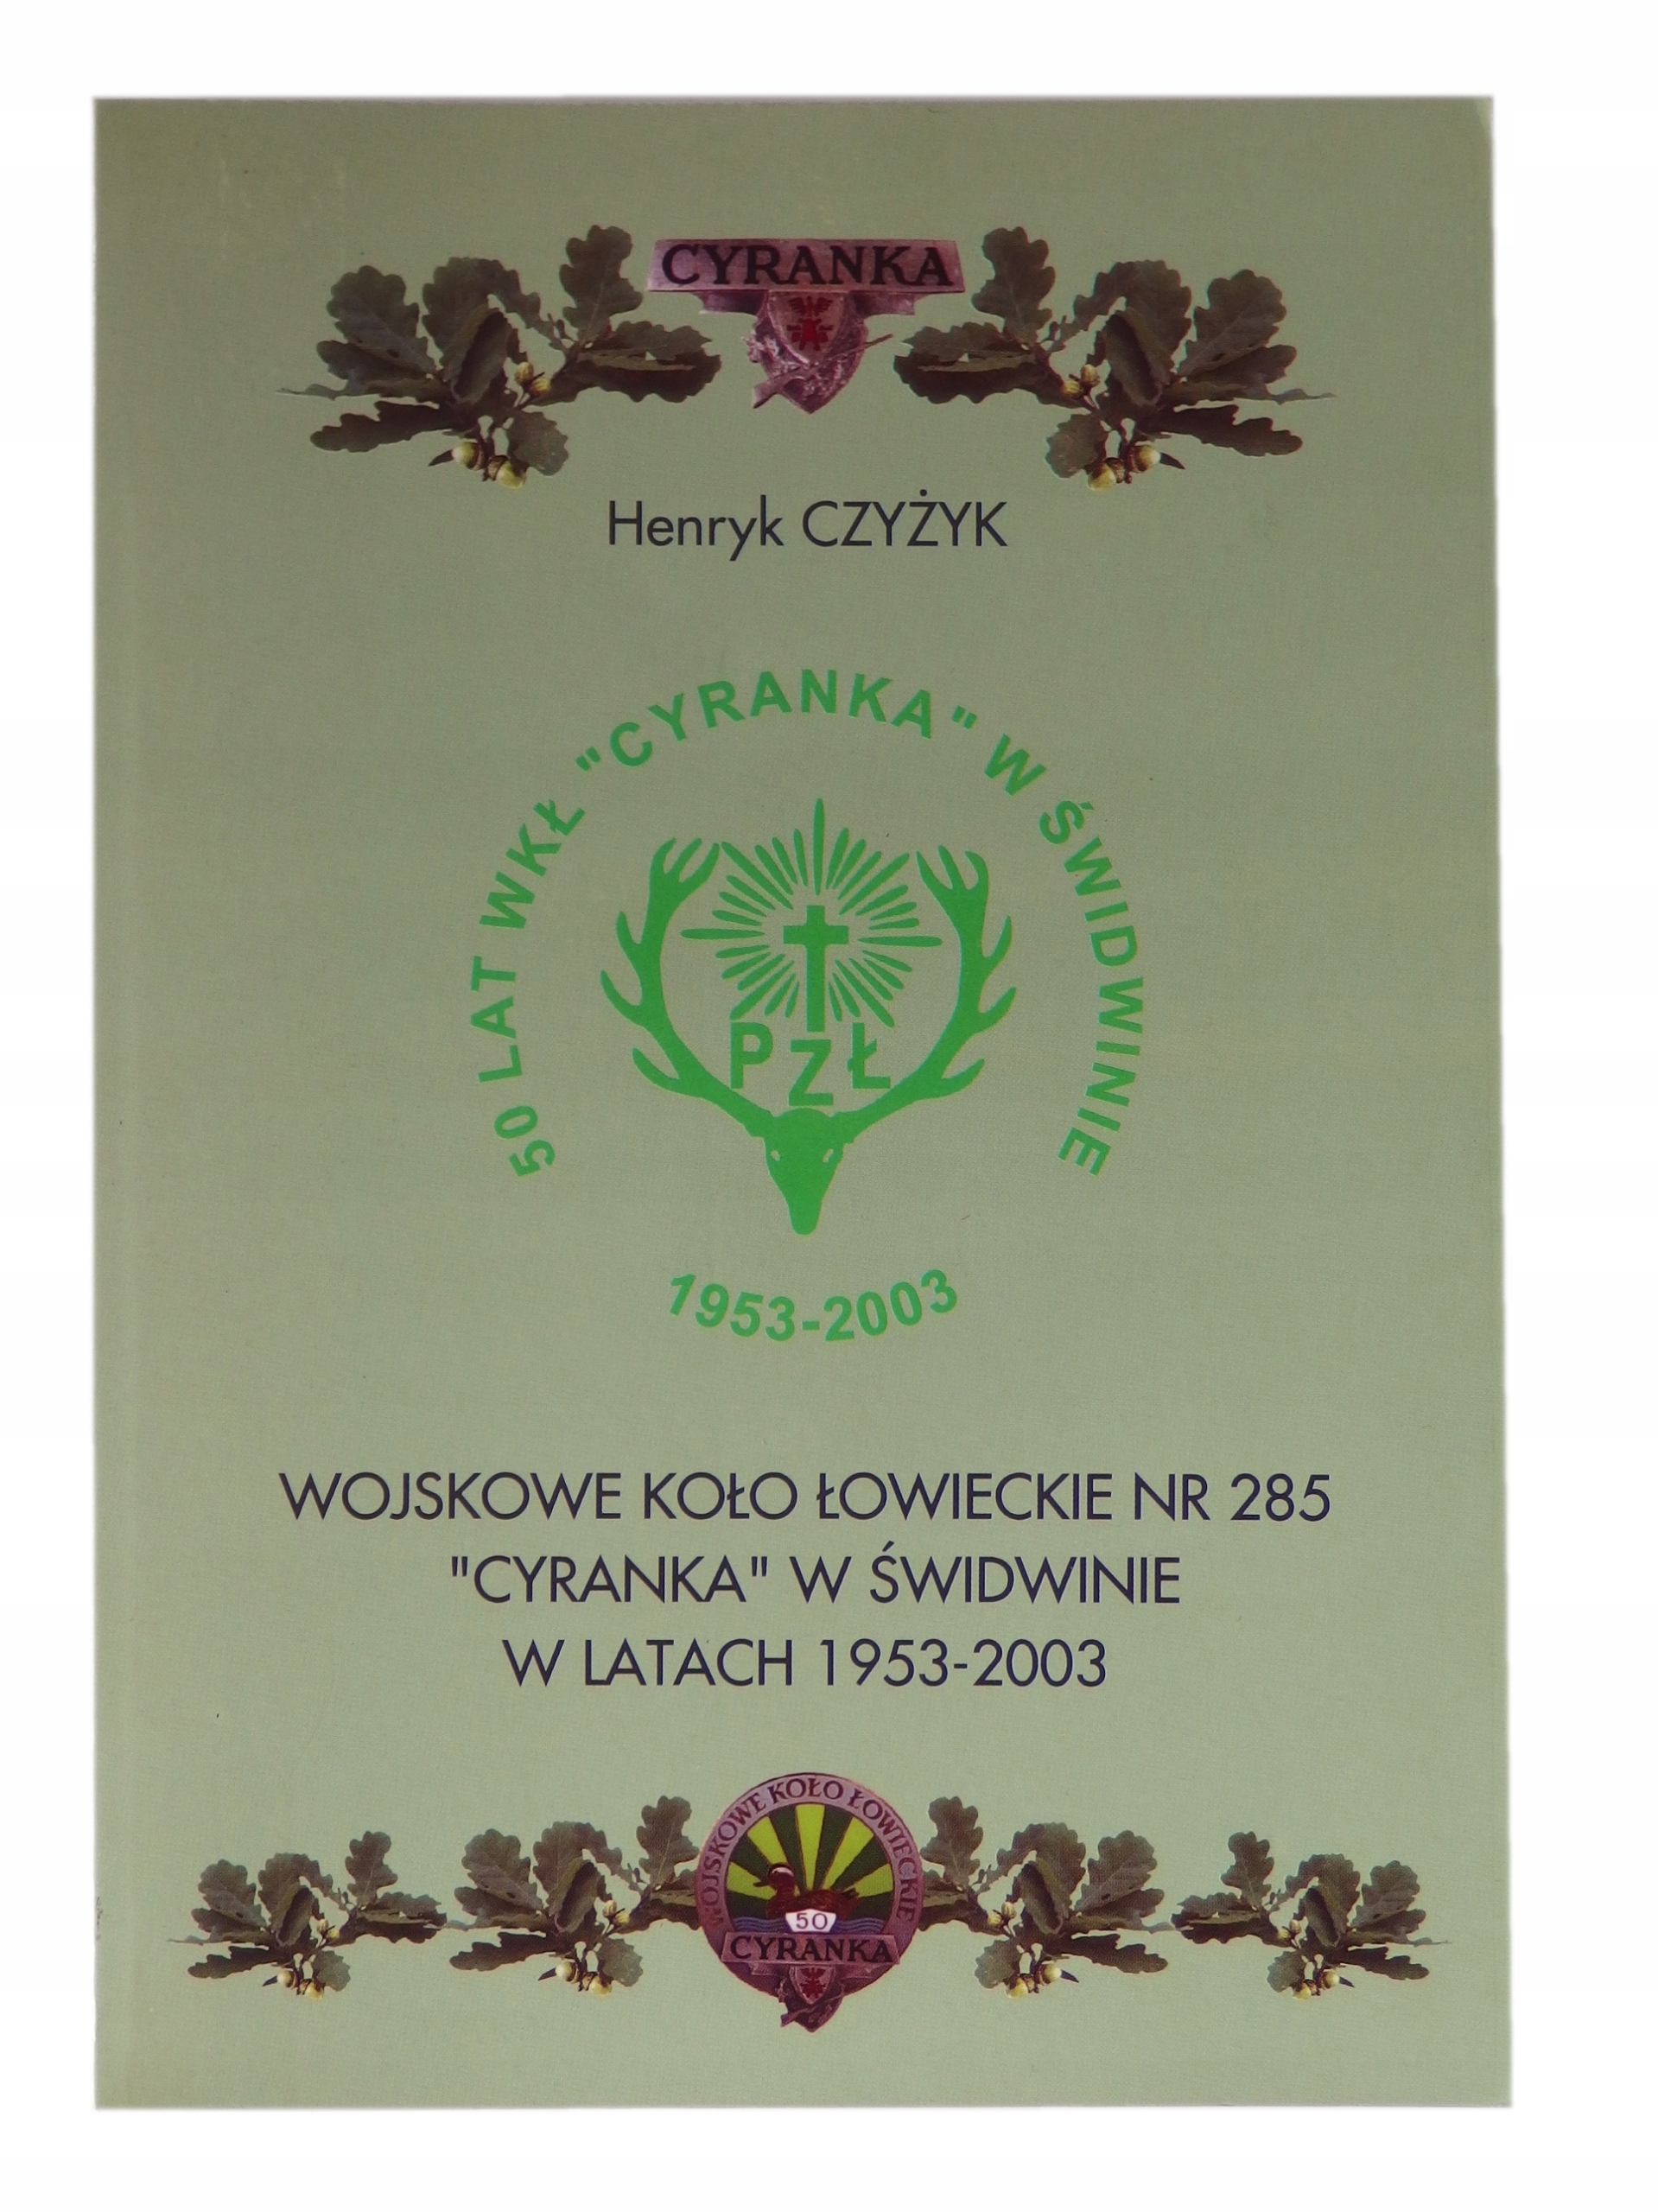 CYRANKA
Henryk CZYŻYK
50 LAT WKŁ "CYRANKA" W ŚWIDWINIE
PZŁ
1953-2003
WOJSKOWE KOŁO ŁOWIECKIE NR 285
"CYRANKA" W ŚWIDWINIE
W LATACH 1953-2003
WOJSKOWE KOŁO ŁOWIECKIE
50
CYRANKA